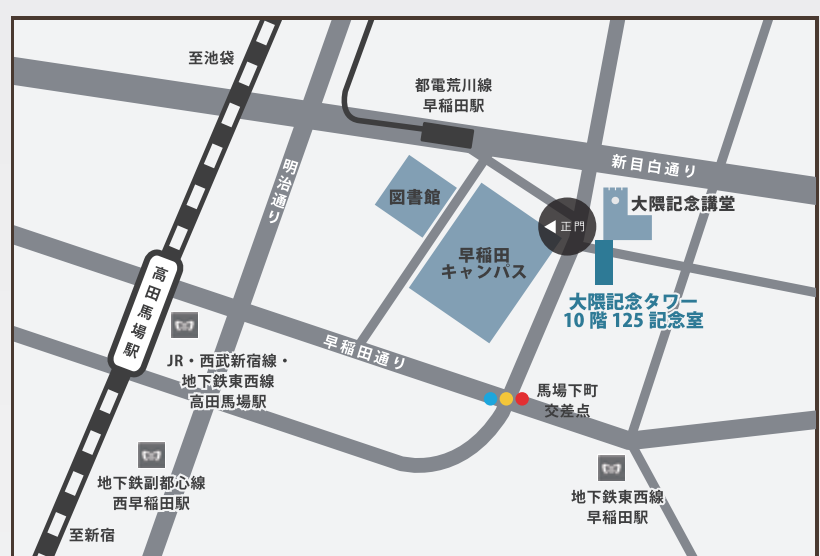 至池袋
都電荒川線
早稲田駅
新目白通り
明治通り
図書館
大隈記念講堂
正門
早稲田
キャンパス
高田馬場駅
大隈記念タワー
10 階 125 記念室
早稲田通り
JR・西武新宿線・
地下鉄東西線
高田馬場駅
馬場下町
交差点
地下鉄副都心線
西早稲田駅
地下鉄東西線
早稲田駅
至新宿